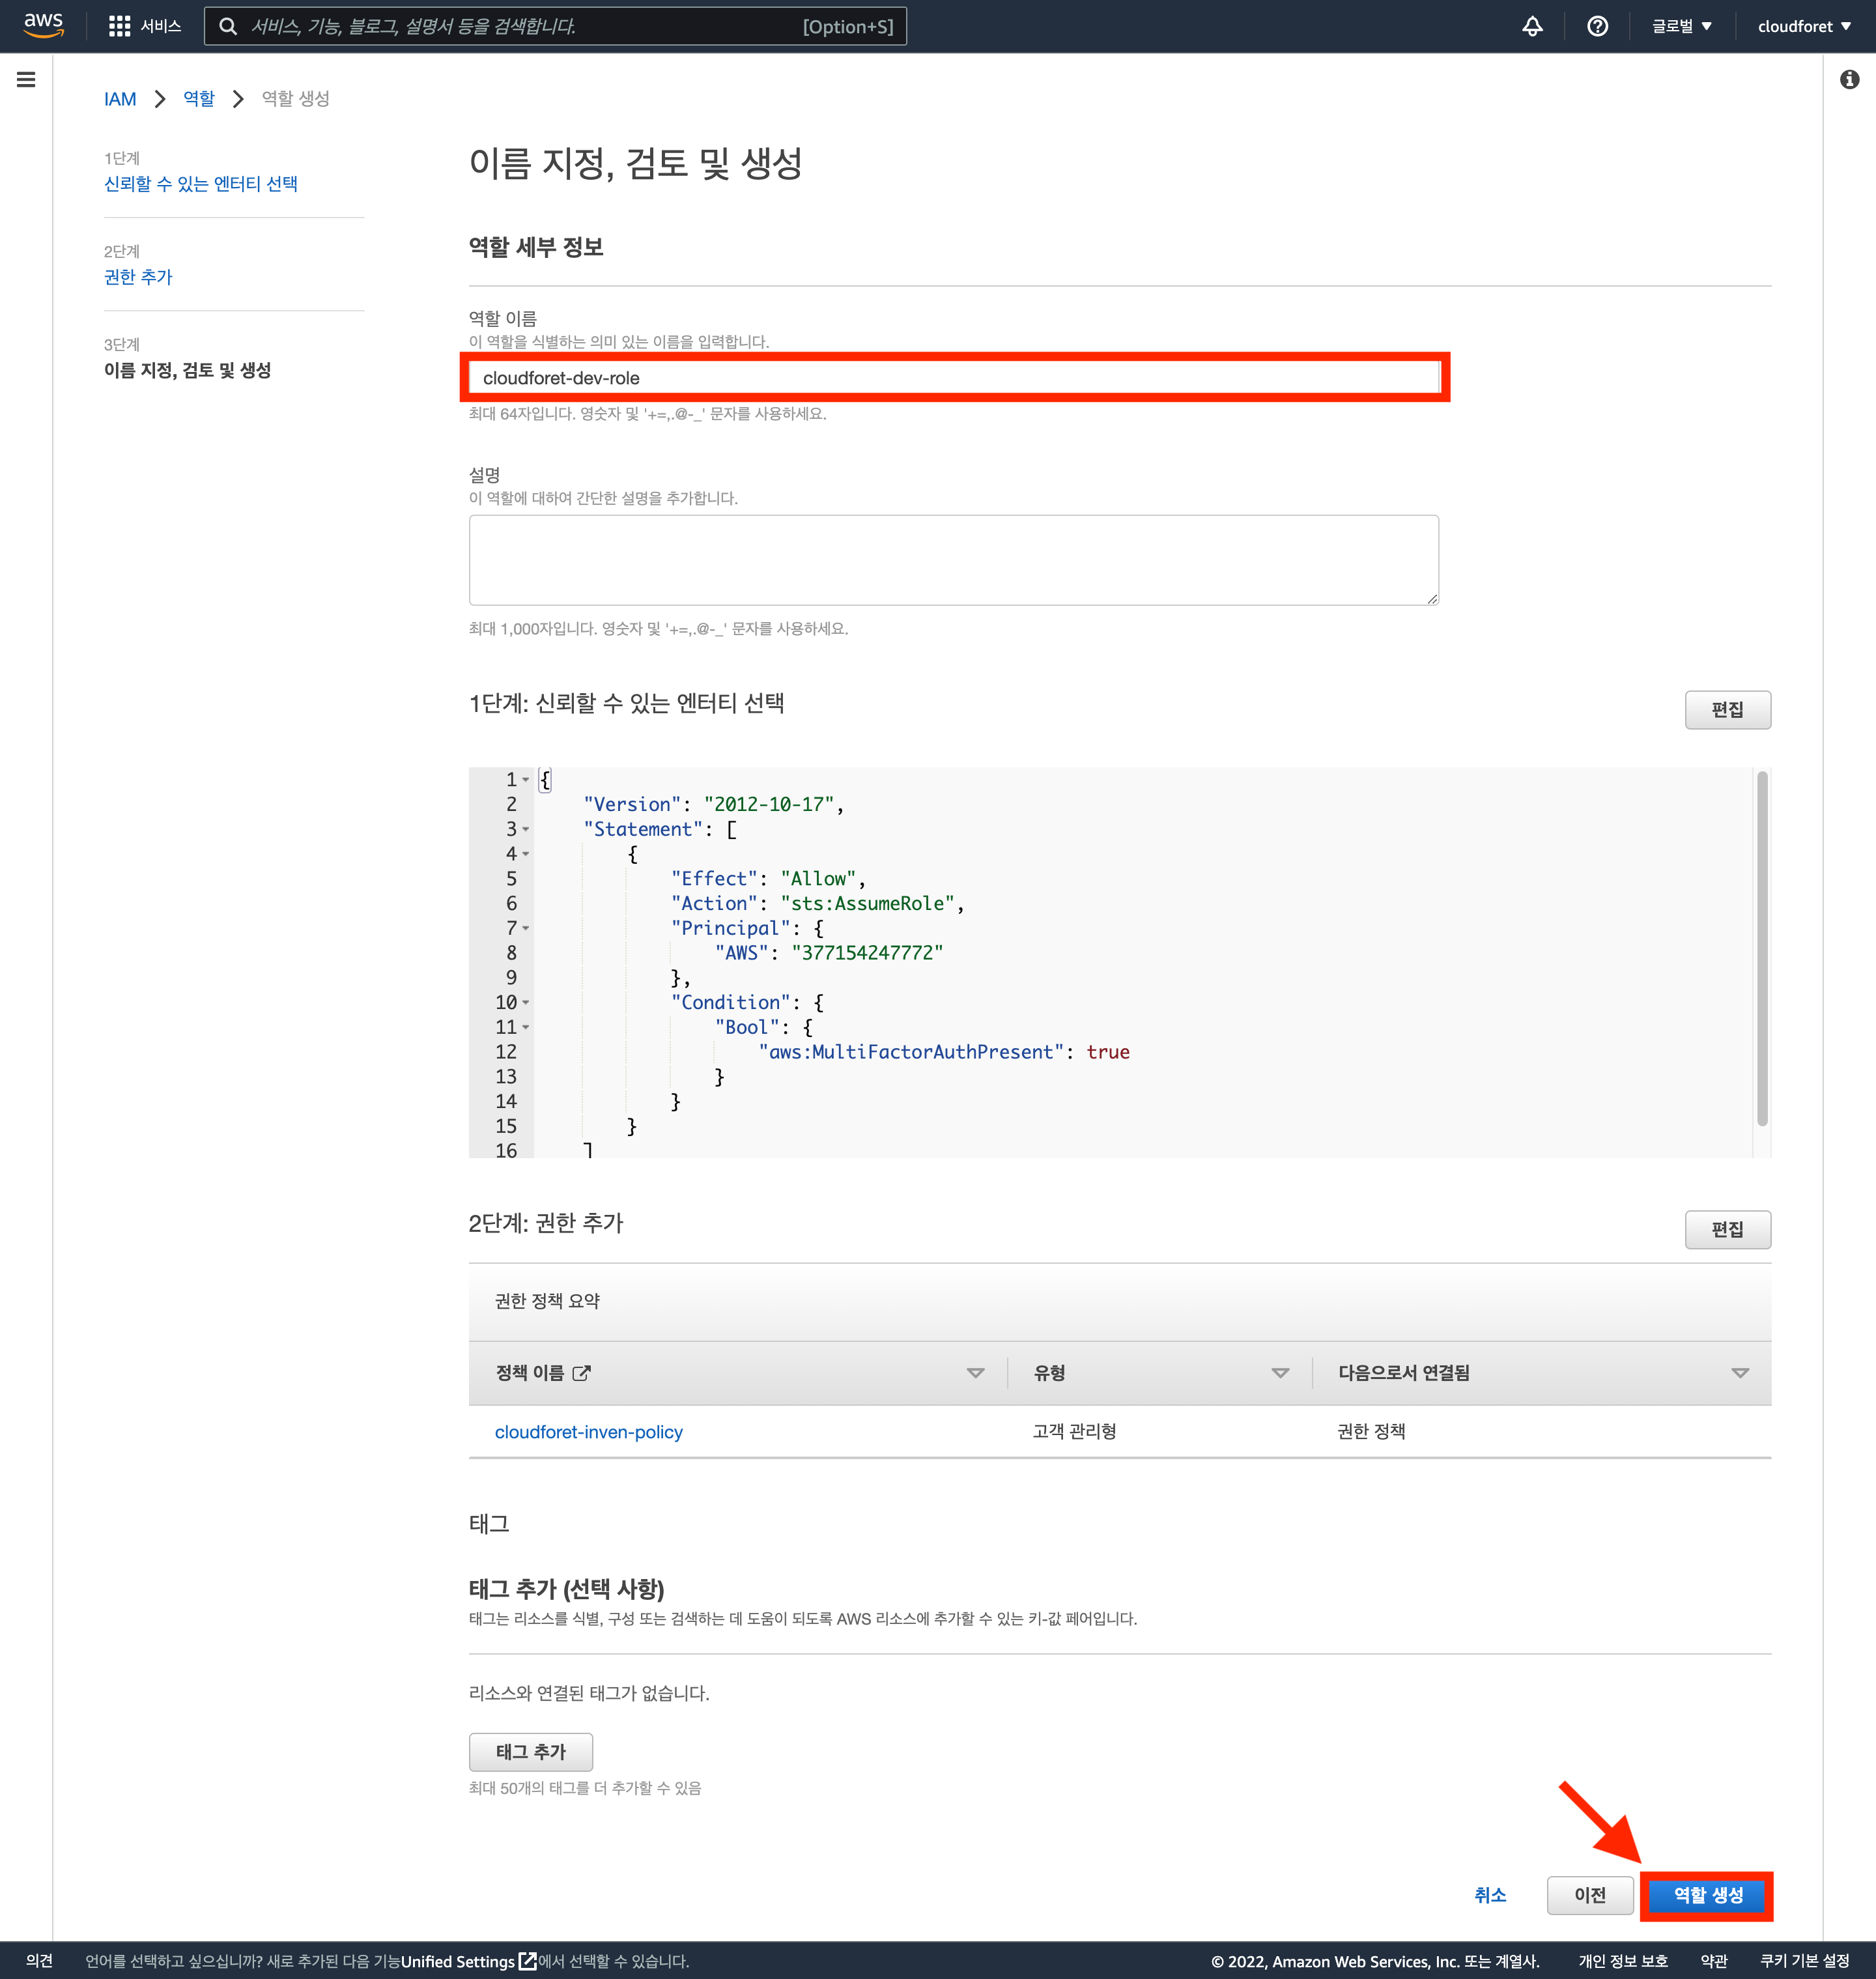 aws
서비스
서비스, 기능, 블로그, 설명서 등을 검색합니다.
[Option+S]
글로벌
cloudforet
IAM
역할
역할 생성
1단계
신뢰할 수 있는 엔터티 선택
2단계
권한 추가
3단계
이름 지정, 검토 및 생성
이름 지정, 검토 및 생성
역할 세부 정보
역할 이름
이 역할을 식별하는 의미 있는 이름을 입력합니다.
cloudforet-dev-role
최대 64자입니다. 영숫자 및 '+=,.@-_' 문자를 사용하세요.
설명
이 역할에 대하여 간단한 설명을 추가합니다.
최대 1,000자입니다. 영숫자 및 '+=,.@-_' 문자를 사용하세요.
1단계: 신뢰할 수 있는 엔터티 선택
편집
1 {
2 "Version": "2012-10-17",
3 "Statement": [
4 {
5 "Effect": "Allow",
6 "Action": "sts:AssumeRole",
7 "Principal": {
8 "AWS": "377154247772"
9 },
10 "Condition": {
11 "Bool": {
12 "aws:MultiFactorAuthPresent": true
13 }
14 }
15 }
16 ]
2단계: 권한 추가
편집
권한 정책 요약
정책 이름
유형
다음으로서 연결됨
cloudforet-inven-policy
고객 관리형
권한 정책
태그
태그 추가 (선택 사항)
태그는 리소스를 식별, 구성 또는 검색하는 데 도움이 되도록 AWS 리소스에 추가할 수 있는 키-값 페어입니다.
리소스와 연결된 태그가 없습니다.
태그 추가
최대 50개의 태그를 더 추가할 수 있음
취소
이전
역할 생성
의견
언어를 선택하고 싶으십니까? 새로 추가된 다음 기능Unified Settings에서 선택할 수 있습니다.
© 2022, Amazon Web Services, Inc. 또는 계열사.
개인 정보 보호
약관
쿠키 기본 설정